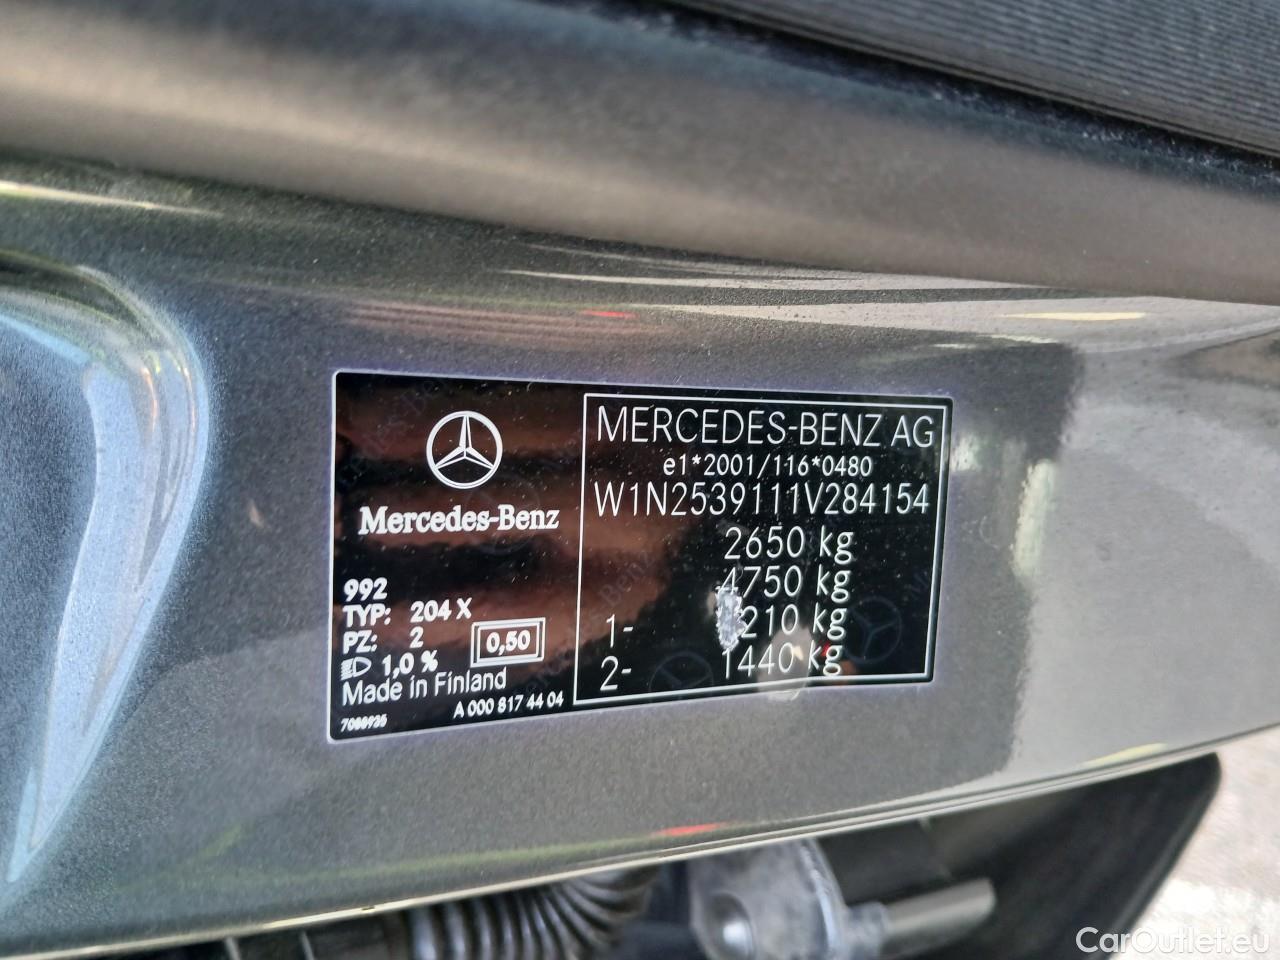 Mercedes-Benz
992
TYP: 204 X
PZ: 2
0,50
1,0 %
Made in Finland
A 000 817 44 04
MERCEDES-BENZ AG
e1*2001/116*0480
W1N2539111V284154
2650 kg
4750 kg
1- 210 kg
2- 1440 kg
CarOutlet.eu